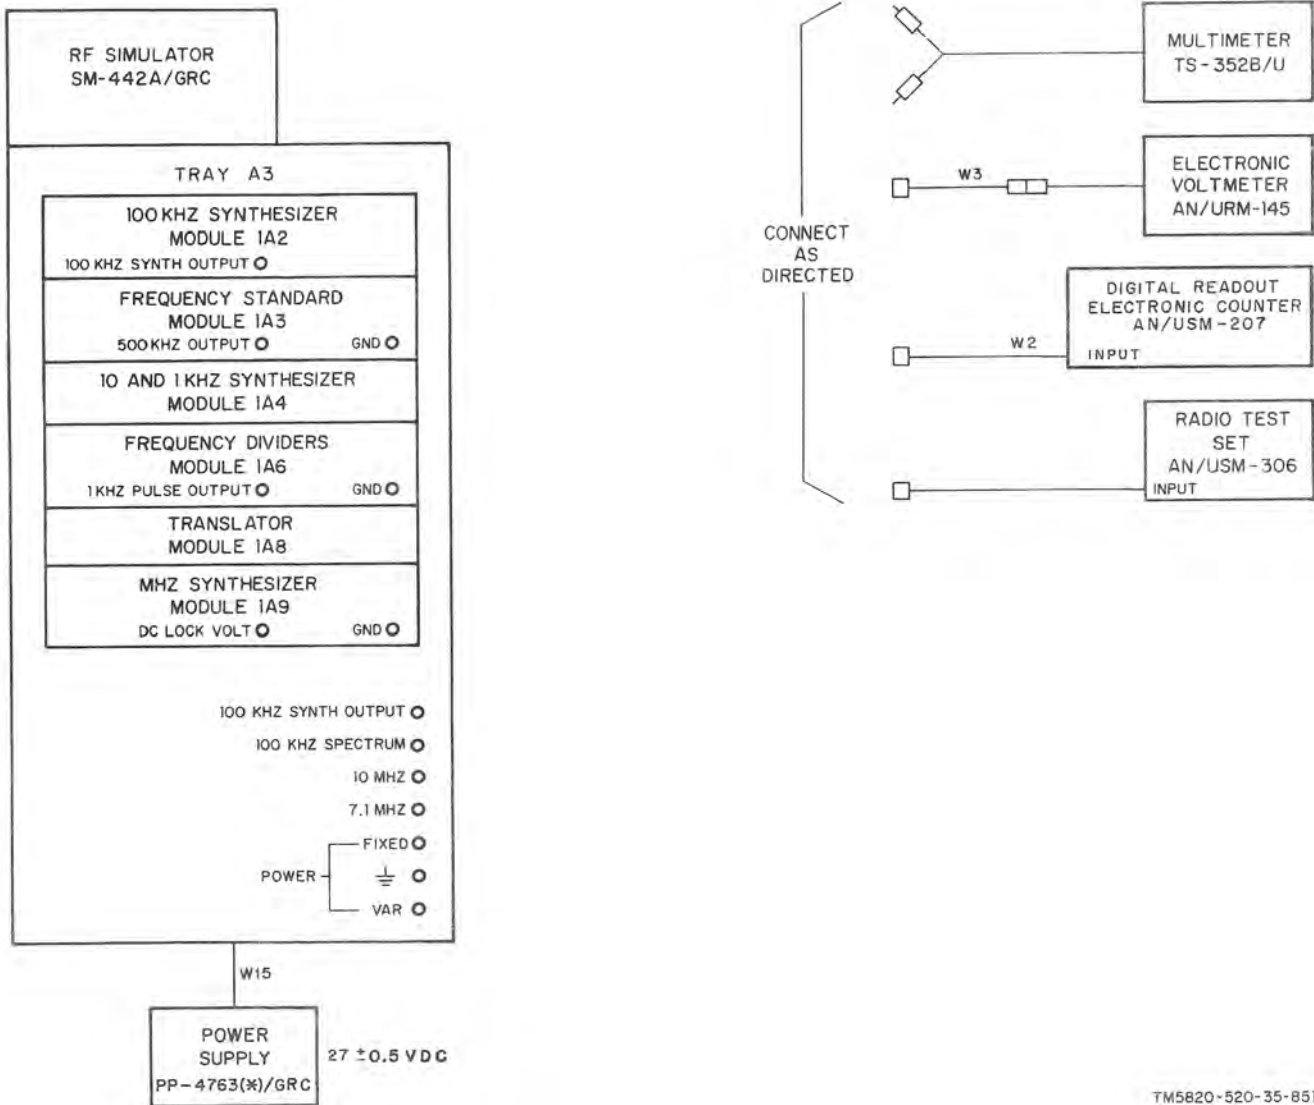 RF SIMULATOR
SM-442A/GRC
TRAY A3
100 KHZ SYNTHESIZER
MODULE 1A2
100 KHZ SYNTH OUTPUT
FREQUENCY STANDARD
MODULE 1A3
500 KHZ OUTPUT GND
10 AND 1 KHZ SYNTHESIZER
MODULE 1A4
FREQUENCY DIVIDERS
MODULE 1A6
1 KHZ PULSE OUTPUT GND
TRANSLATOR
MODULE 1A8
MHZ SYNTHESIZER
MODULE 1A9
DC LOCK VOLT GND
100 KHZ SYNTH OUTPUT
100 KHZ SPECTRUM
10 MHZ
7.1 MHZ
FIXED
POWER
VAR
W15
POWER
SUPPLY
PP-4763(*)/GRC
27 ±0.5 VDC
CONNECT
AS
DIRECTED
MULTIMETER
TS-352B/U
W3
ELECTRONIC
VOLTMETER
AN/URM-145
W2
DIGITAL READOUT
ELECTRONIC COUNTER
AN/USM-207
INPUT
RADIO TEST
SET
AN/USM-306
INPUT
TM5820-520-35-85